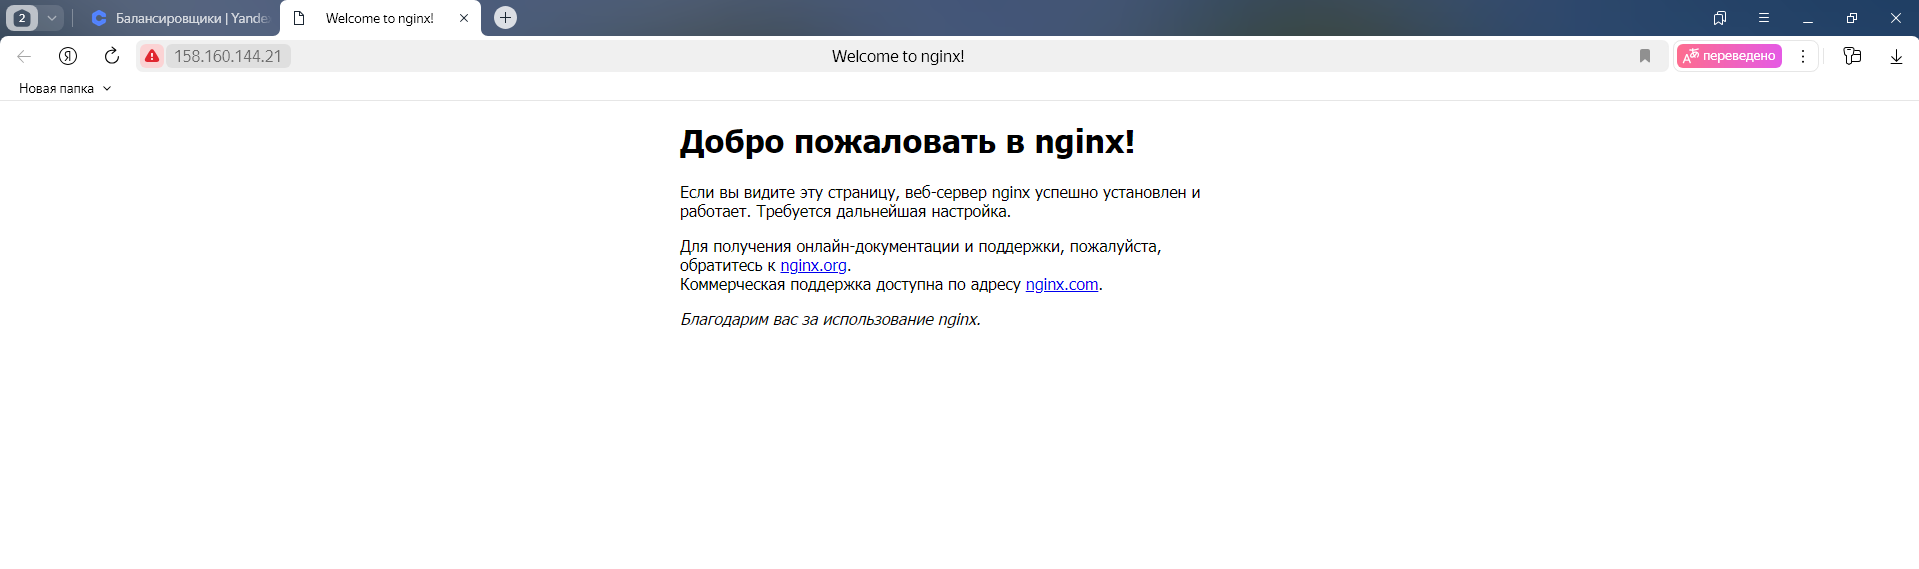 2
Балансировщики | Yande
Welcome to nginx!
Я
158.160.144.21
Welcome to nginx!
переведено
Новая папка
Добро пожаловать в nginx!
Если вы видите эту страницу, веб-сервер nginx успешно установлен и
работает. Требуется дальнейшая настройка.
Для получения онлайн-документации и поддержки, пожалуйста,
обратитесь к nginx.org.
Коммерческая поддержка доступна по адресу nginx.com.
Благодарим вас за использование nginx.